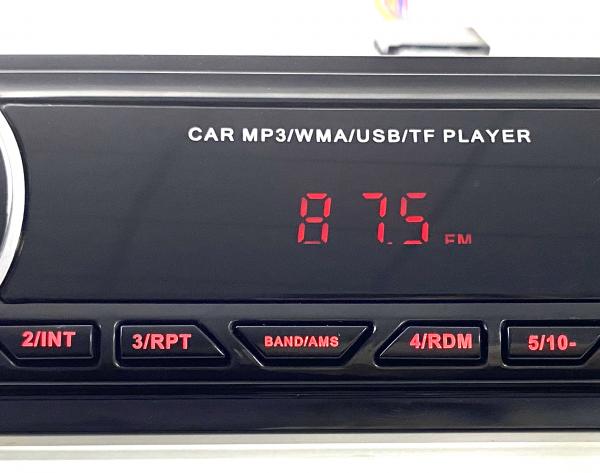 CAR MP3/WMA/USB/TF PLAYER
87.5 FM
2/INT
3/RPT
BAND/AMS
4/RDM
5/10-